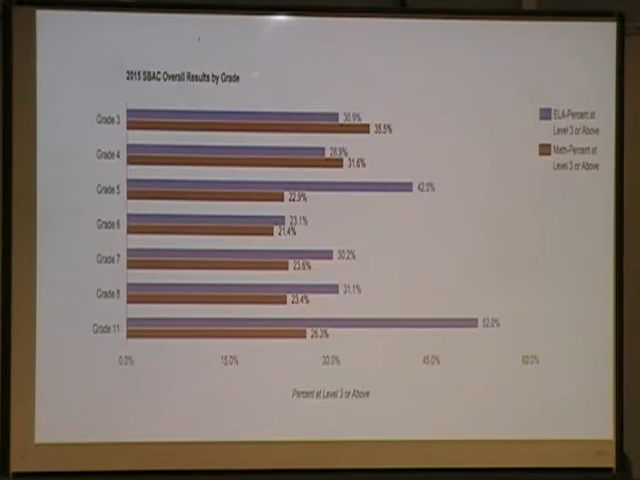 2015 SBAC Overall Results by Grade
Grade 3
30.9%
35.5%
Grade 4
28.9%
31.6%
Grade 5
42.0%
22.9%
Grade 6
23.1%
21.4%
Grade 7
30.2%
23.6%
Grade 8
31.1%
23.4%
Grade 11
52.0%
26.3%
0.0% 15.0% 30.0% 45.0% 60.0%
Percent at Level 3 or Above
ELA-Percent at
Level 3 or Above
Math-Percent at
Level 3 or Above